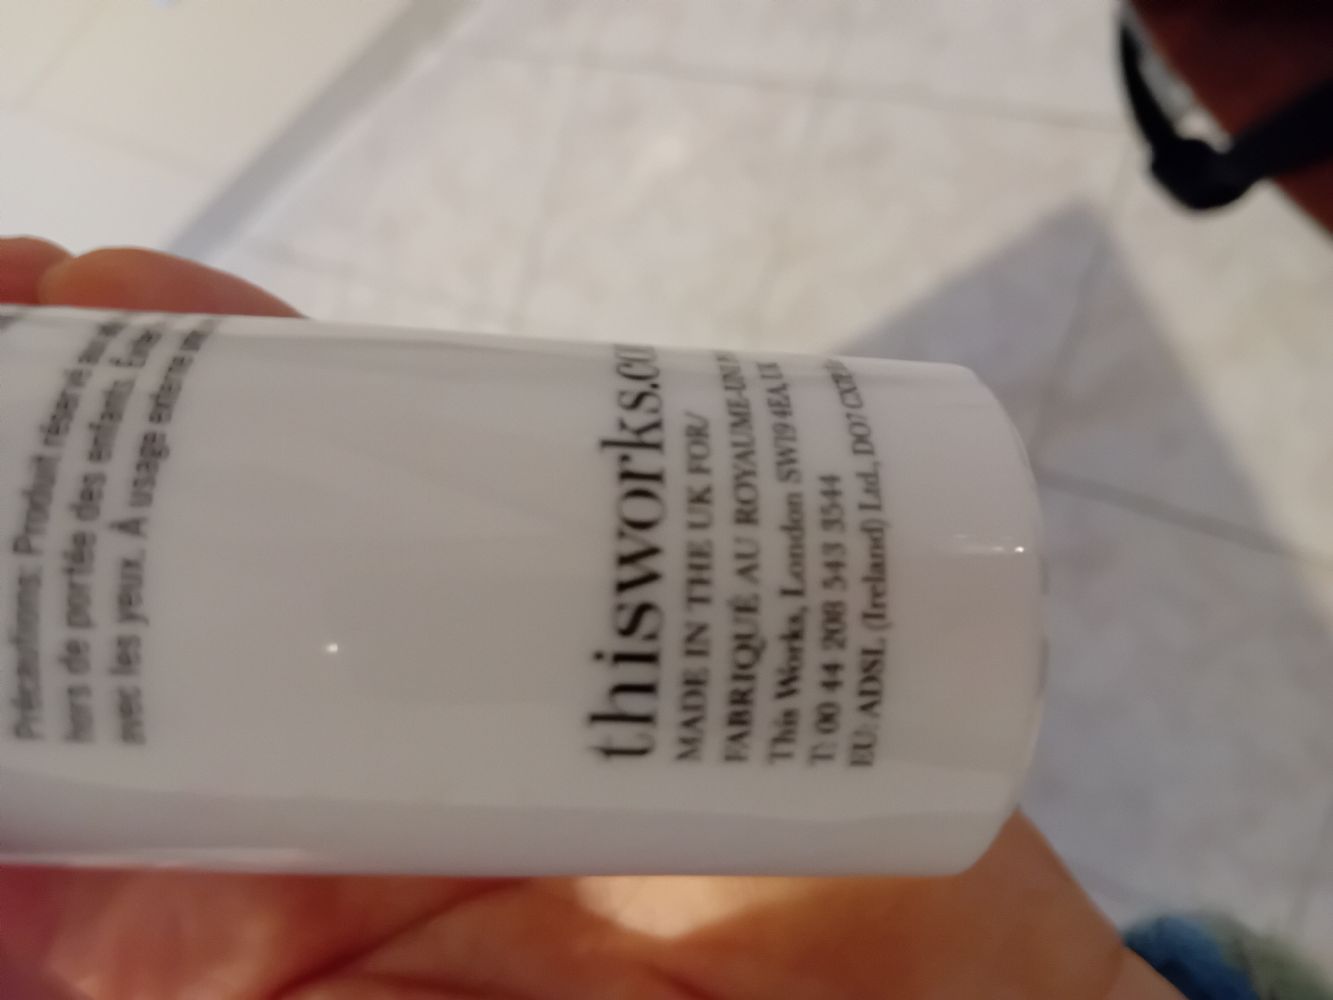 Précautions: Produit réservé aux
hors de portée des enfants. Éviter
avec les yeux. À usage externe
thisworks.co
MADE IN THE UK FOR/
FABRIQUÉ AU ROYAUME-UNI
This Works, London SW19 4EA, UK
T: 00 44 208 543 3544
EU: ADSL (Ireland) Ltd., DO7